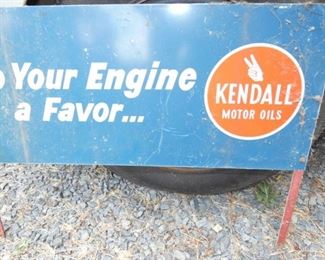 Your Engine
a Favor...
KENDALL
MOTOR OILS